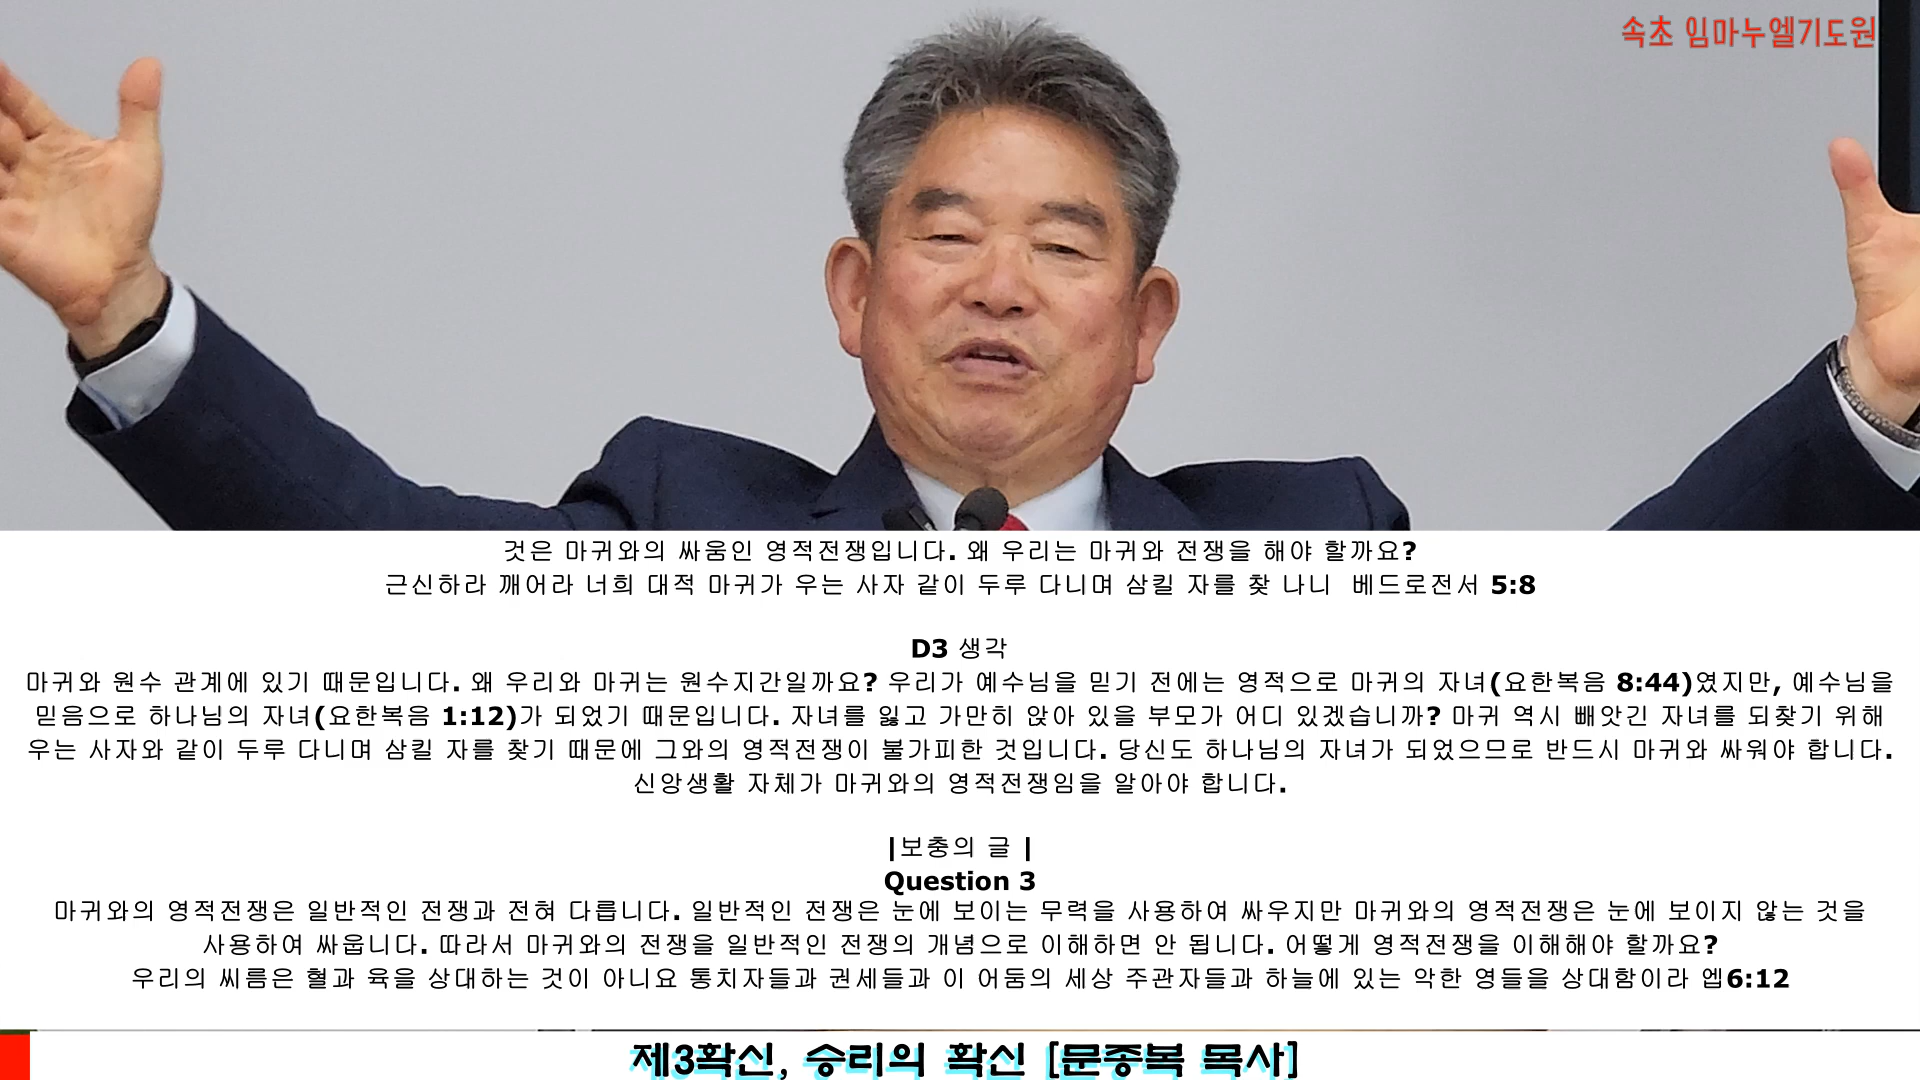 속초 임마누엘기도원
것은 마귀와의 싸움인 영적전쟁입니다. 왜 우리는 마귀와 전쟁을 해야 할까요?
근신하라 깨어라 너희 대적 마귀가 우는 사자 같이 두루 다니며 삼킬 자를 찾 나니 베드로전서 5:8
D3 생각
마귀와 원수 관계에 있기 때문입니다. 왜 우리와 마귀는 원수지간일까요? 우리가 예수님을 믿기 전에는 영적으로 마귀의 자녀(요한복음 8:44)였지만, 예수님을
믿음으로 하나님의 자녀(요한복음 1:12)가 되었기 때문입니다. 자녀를 잃고 가만히 앉아 있을 부모가 어디 있겠습니까? 마귀 역시 빼앗긴 자녀를 되찾기 위해
우는 사자와 같이 두루 다니며 삼킬 자를 찾기 때문에 그와의 영적전쟁이 불가피한 것입니다. 당신도 하나님의 자녀가 되었으므로 반드시 마귀와 싸워야 합니다.
신앙생활 자체가 마귀와의 영적전쟁임을 알아야 합니다.
|보충의 글 |
Question 3
마귀와의 영적전쟁은 일반적인 전쟁과 전혀 다릅니다. 일반적인 전쟁은 눈에 보이는 무력을 사용하여 싸우지만 마귀와의 영적전쟁은 눈에 보이지 않는 것을
사용하여 싸웁니다. 따라서 마귀와의 전쟁을 일반적인 전쟁의 개념으로 이해하면 안 됩니다. 어떻게 영적전쟁을 이해해야 할까요?
우리의 씨름은 혈과 육을 상대하는 것이 아니요 통치자들과 권세들과 이 어둠의 세상 주관자들과 하늘에 있는 악한 영들을 상대함이라 엡6:12
제3확신, 승리의 확신 [문종복 목사]